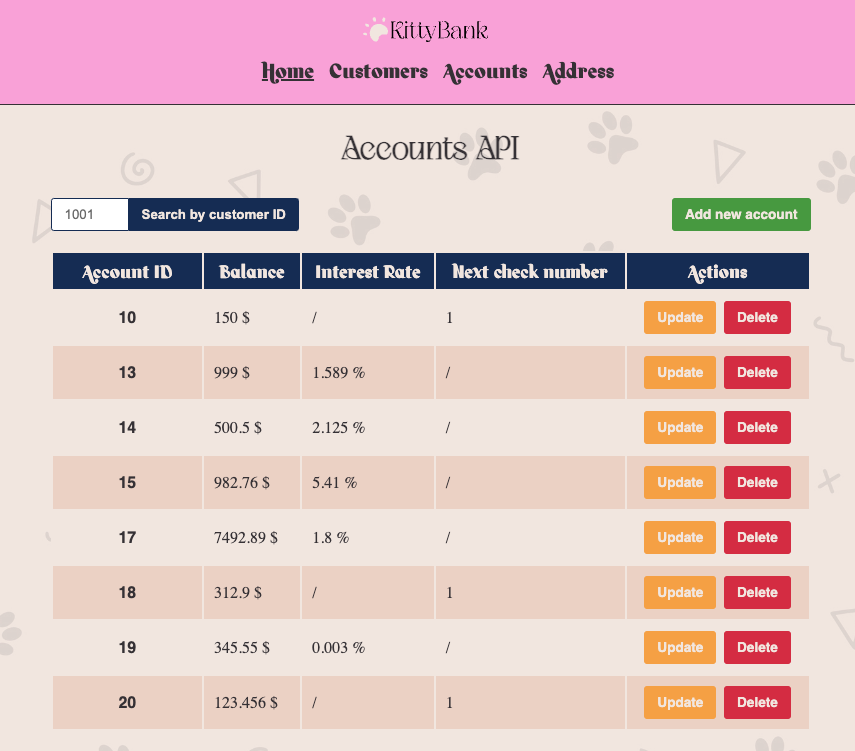 KittyBank
Home Customers Accounts Address
Accounts API
1001 Search by customer ID Add new account
Account ID Balance Interest Rate Next check number Actions
10 150 $ / 1 Update Delete
13 999 $ 1.589 % / Update Delete
14 500.5 $ 2.125 % / Update Delete
15 982.76 $ 5.41 % / Update Delete
17 7492.89 $ 1.8 % / Update Delete
18 312.9 $ / 1 Update Delete
19 345.55 $ 0.003 % / Update Delete
20 123.456 $ / 1 Update Delete